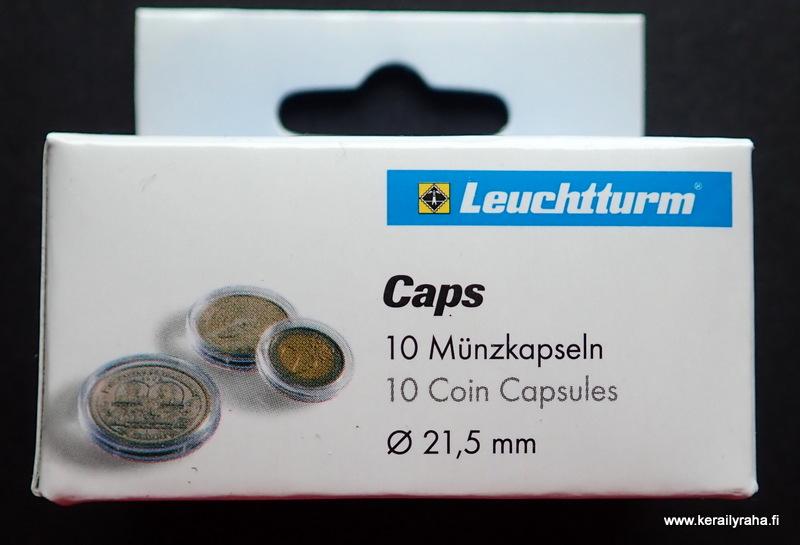 Leuchtturm®
Caps
10 Münzkapseln
10 Coin Capsules
Ø 21,5 mm
www.kerailyraha.fi